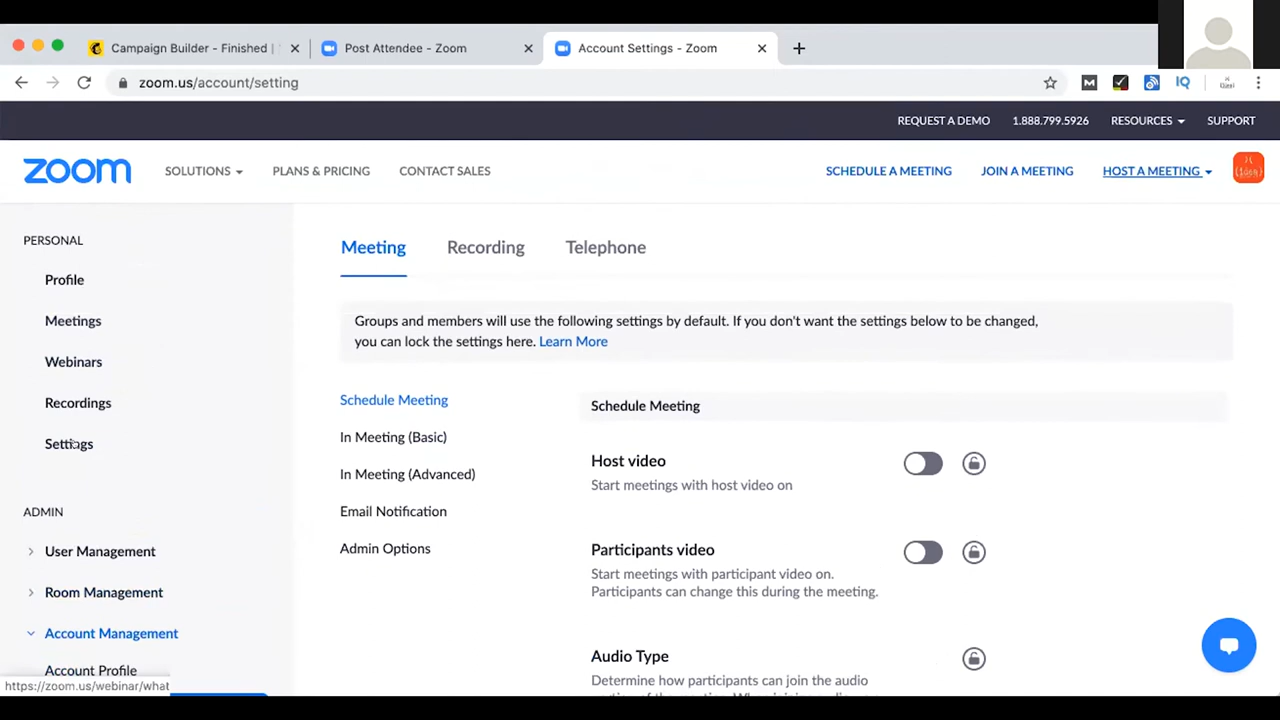 Campaign Builder - Finished |
Post Attendee - Zoom
Account Settings - Zoom
zoom.us/account/setting
REQUEST A DEMO
1.888.799.5926
RESOURCES
SUPPORT
zoom
SOLUTIONS
PLANS & PRICING
CONTACT SALES
SCHEDULE A MEETING
JOIN A MEETING
HOST A MEETING
PERSONAL
Profile
Meetings
Webinars
Recordings
Settings
ADMIN
User Management
Room Management
Account Management
Account Profile
https://zoom.us/webinar/what
Meeting
Recording
Telephone
Groups and members will use the following settings by default. If you don't want the settings below to be changed,
you can lock the settings here. Learn More
Schedule Meeting
In Meeting (Basic)
In Meeting (Advanced)
Email Notification
Admin Options
Schedule Meeting
Host video
Start meetings with host video on
Participants video
Start meetings with participant video on.
Participants can change this during the meeting.
Audio Type
Determine how participants can join the audio